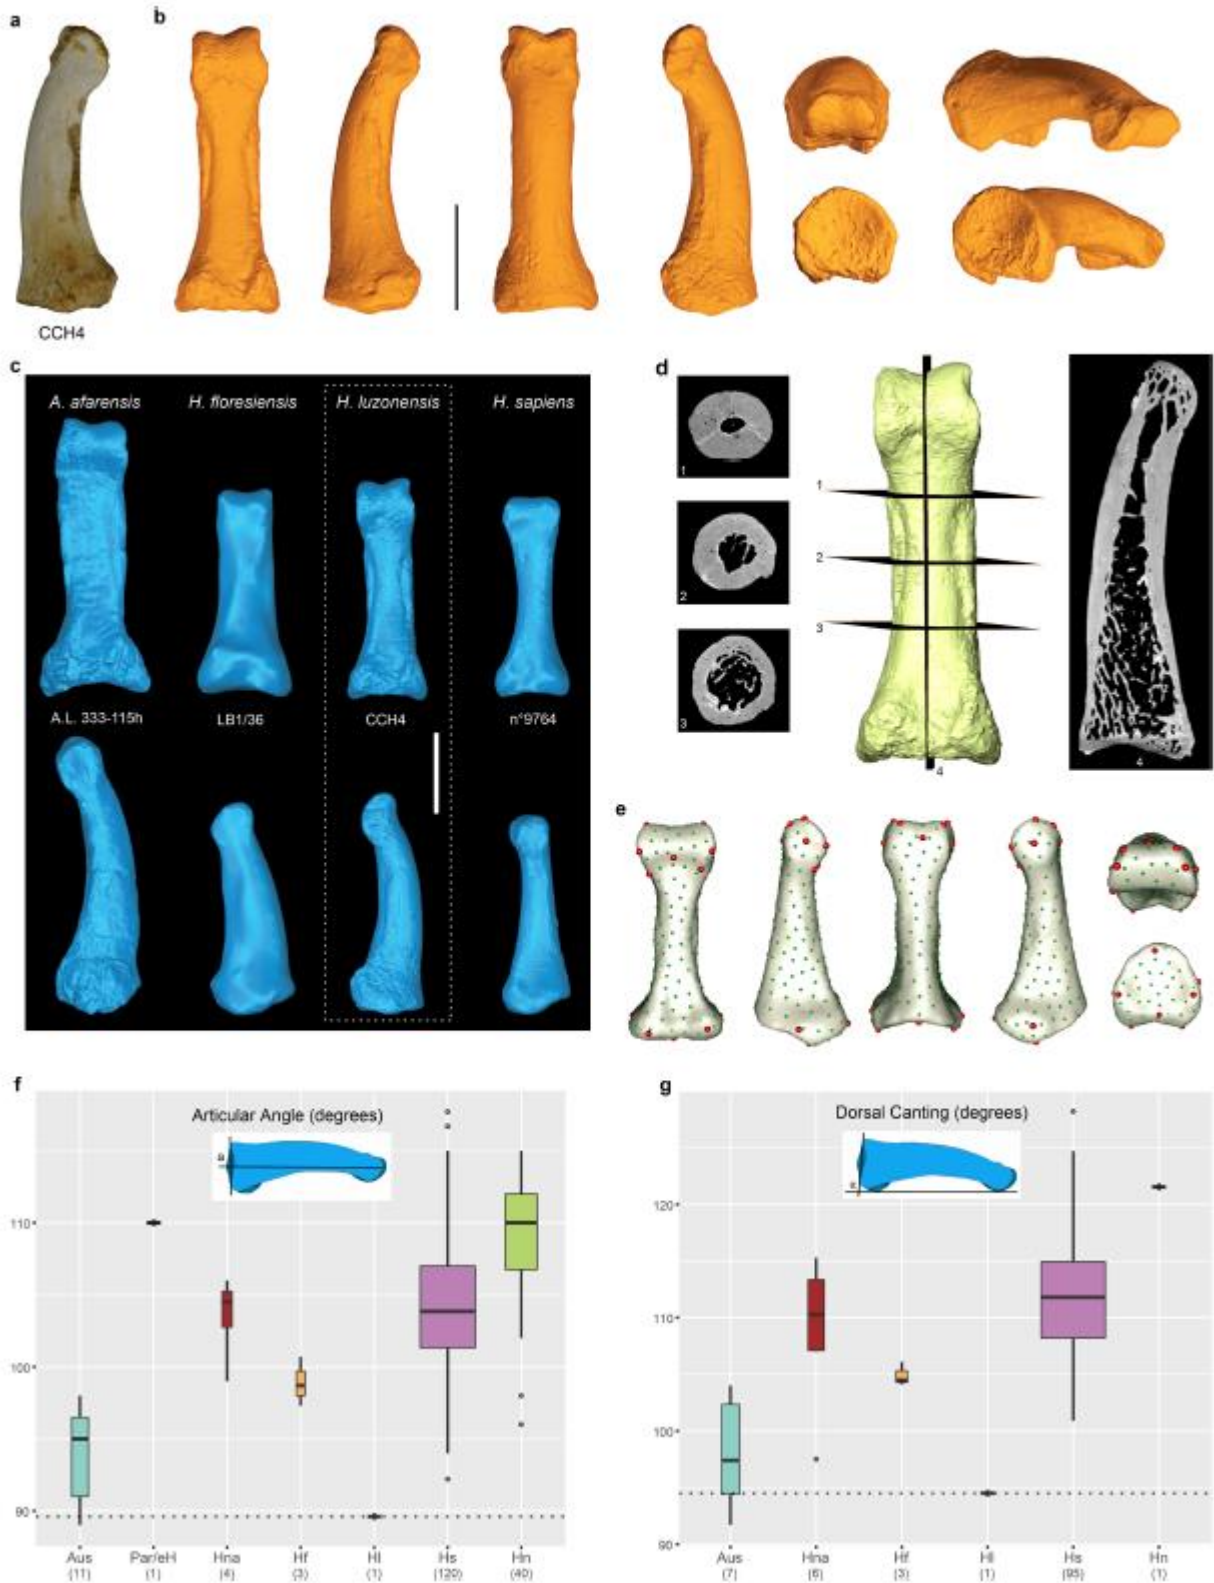 a
b
CCH4
c
A. afarensis H. floresiensis H. luzonensis H. sapiens
A.L. 333-115h LB1/36 CCH4 n°9764
d
1
2
3
1
2
3
4
4
e
f
Articular Angle (degrees)
110
100
90
Aus Par/eH Hna Hf Hl Hs Hn
(11) (1) (4) (3) (1) (120) (40)
g
Dorsal Canting (degrees)
120
110
100
90
Aus Hna Hf Hl Hs Hn
(7) (6) (3) (1) (95) (1)